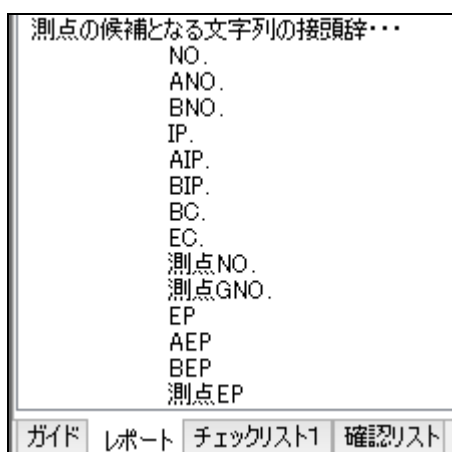 測点の候補となる文字列の接頭辞・・・
NO.
ANO.
BNO.
IP.
AIP.
BIP.
BC.
EC.
測点NO.
測点GNO.
EP
AEP
BEP
測点EP
ガイド レポート チェックリスト1 確認リスト